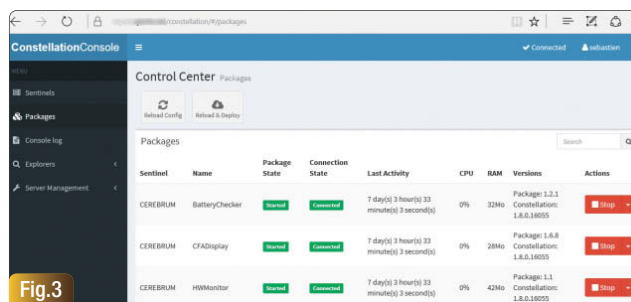 /constellation/#/packages
ConstellationConsole
Connected
sebastien
MENU
Sentinels
Packages
Console log
Explorers
Server Management
Control Center Packages
Reload Config
Reload & Deploy
Packages
Search
Sentinel Name Package State Connection State Last Activity CPU RAM Versions Actions
CEREBRUM BatteryChecker Started Connected 7 day(s) 3 hour(s) 33 0% 32Mo Package: 1.2.1 Stop
minute(s) 3 second(s) Constellation:
1.8.0.16055
CEREBRUM CFADisplay Started Connected 7 day(s) 3 hour(s) 33 0% 28Mo Package: 1.6.8 Stop
minute(s) 3 second(s) Constellation:
1.8.0.16055
CEREBRUM HWMonitor Started Connected 7 day(s) 3 hour(s) 33 0% 42Mo Package: 1.1 Stop
minute(s) 3 second(s) Constellation:
1.8.0.16055
Fig.3